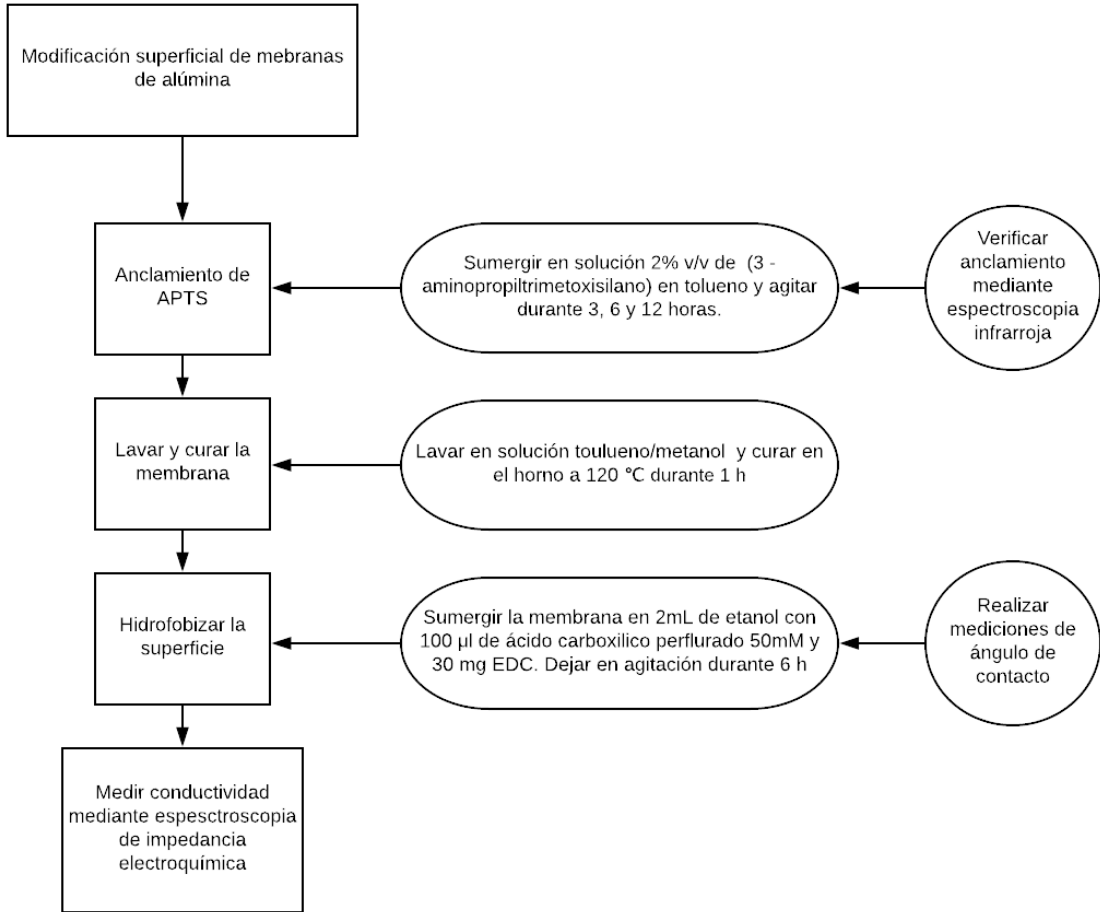 Modificación superficial de mebranas
de alúmina
Anclamiento de
APTS
Sumergir en solución 2% v/v de (3 -
aminopropiltrimetoxisilano) en tolueno y agitar
durante 3, 6 y 12 horas.
Verificar
anclamiento
mediante
espectroscopia
infrarroja
Lavar y curar la
membrana
Lavar en solución toulueno/metanol y curar en
el horno a 120 ℃ durante 1 h
Hidrofobizar la
superficie
Sumergir la membrana en 2mL de etanol con
100 μl de ácido carboxilico perflurado 50mM y
30 mg EDC. Dejar en agitación durante 6 h
Realizar
mediciones de
ángulo de
contacto
Medir conductividad
mediante espesctroscopia
de impedancia
electroquímica